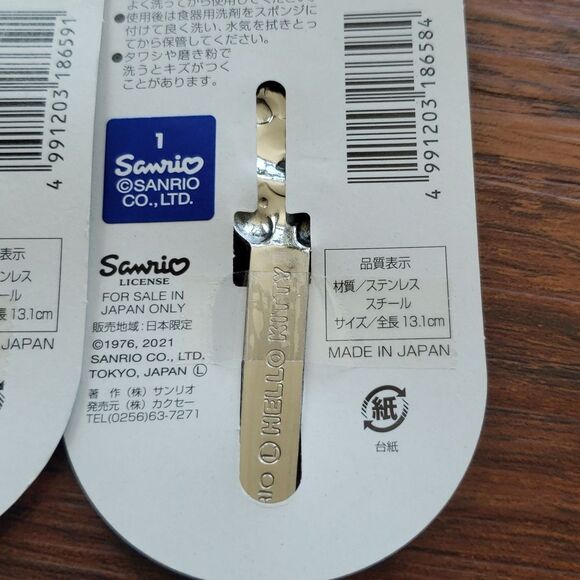 よく洗ってから使用してください。
●使用後は食器用洗剤をスポンジに
付けて良く洗い、水気を拭きとっ
てから保管してください。
●タワシや磨き粉で
洗うとキズがつく
ことがあります。
4 991203 186591
4 991203 186584
1
Sanrio
©SANRIO
CO., LTD.
Sanrio
LICENSE
FOR SALE IN
JAPAN ONLY
販売地域:日本限定
©1976, 2021
SANRIO CO., LTD.
TOKYO, JAPAN Ⓛ
著 作 (株) サンリオ
発売元 (株) カクセー
TEL(0256)63-7271
RIO Ⓛ HELLO KITTY
品質表示
材質/ステンレス
スチール
サイズ/全長 13.1cm
MADE IN JAPAN
紙
台紙
表示
テンレス
チール
長 13.1cm
N JAPAN